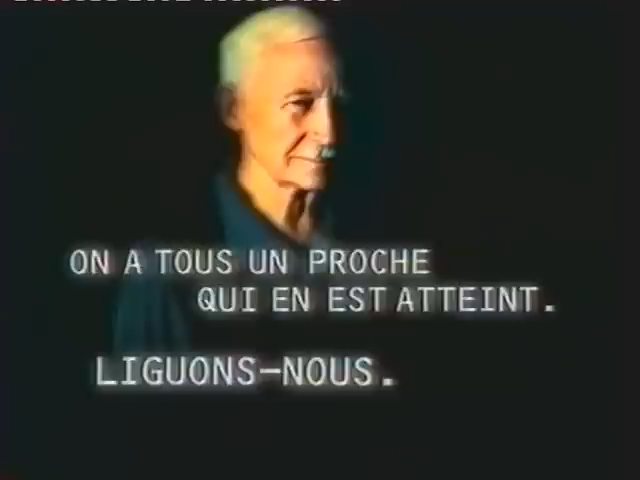 ON A TOUS UN PROCHE
QUI EN EST ATTEINT.
LIGUONS-NOUS.